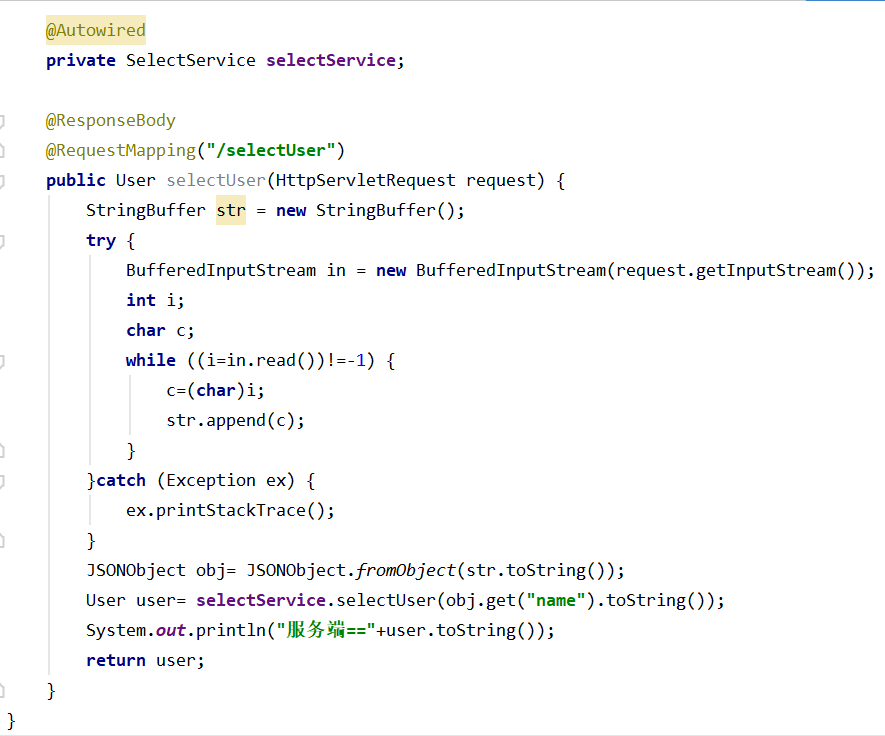 @Autowired
private SelectService selectService;
@ResponseBody
@RequestMapping("/selectUser")
public User selectUser(HttpServletRequest request) {
StringBuffer str = new StringBuffer();
try {
BufferedInputStream in = new BufferedInputStream(request.getInputStream());
int i;
char c;
while ((i=in.read())!=-1) {
c=(char)i;
str.append(c);
}
}catch (Exception ex) {
ex.printStackTrace();
}
JSONObject obj= JSONObject.fromObject(str.toString());
User user= selectService.selectUser(obj.get("name").toString());
System.out.println("服务端=="+user.toString());
return user;
}
}